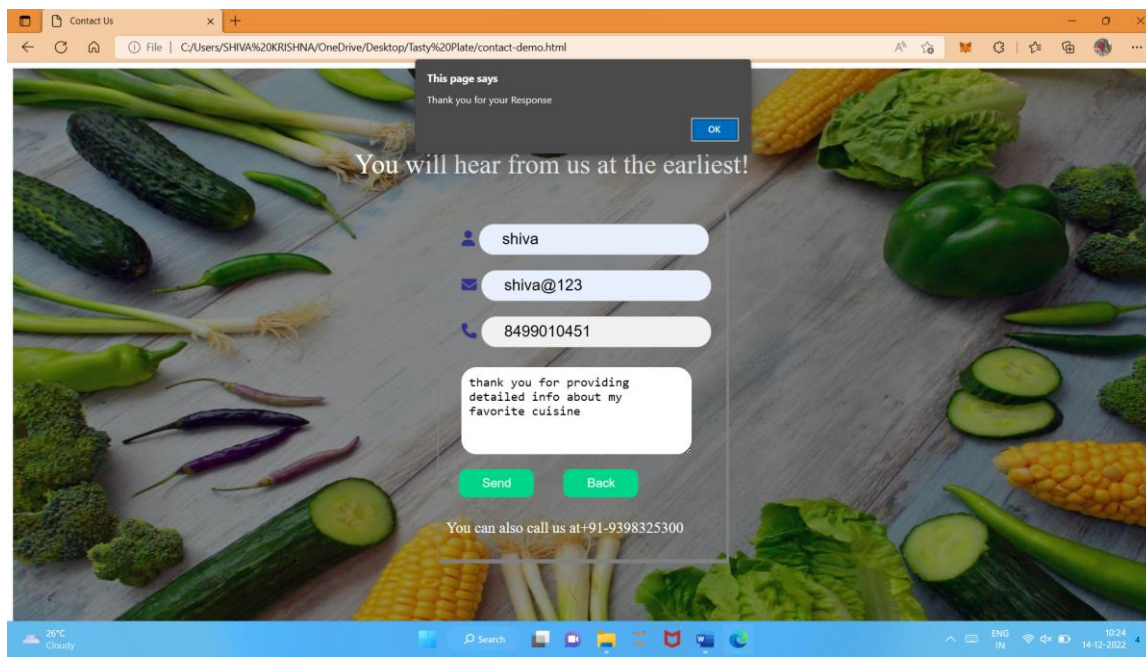 Contact Us
File | C:/Users/SHIVA%20KRISHNA/OneDrive/Desktop/Tasty%20Plate/contact-demo.html
This page says
Thank you for your Response
OK
You will hear from us at the earliest!
shiva
shiva@123
8499010451
thank you for providing
detailed info about my
favorite cuisine
Send Back
You can also call us at+91-9398325300
26°C
Cloudy
Search
ENG
IN
10:24
14-12-2022
4